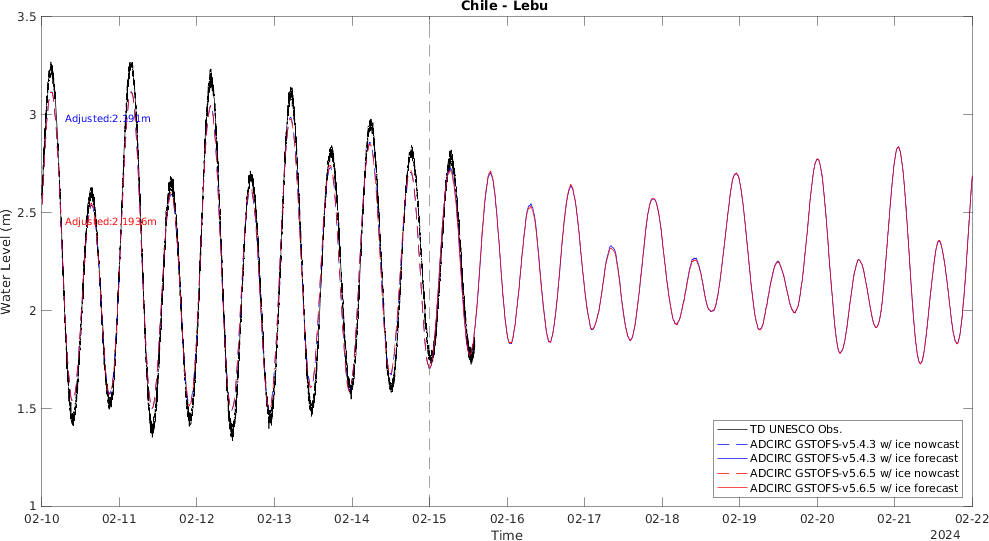 Chile - Lebu
3.5
3
2.5
2
1.5
1
Water Level (m)
Adjusted:2.191m
Adjusted:2.1936m
TD UNESCO Obs.
ADCIRC GSTOFS-v5.4.3 w/ ice nowcast
ADCIRC GSTOFS-v5.4.3 w/ ice forecast
ADCIRC GSTOFS-v5.6.5 w/ ice nowcast
ADCIRC GSTOFS-v5.6.5 w/ ice forecast
02-10 02-11 02-12 02-13 02-14 02-15 02-16 02-17 02-18 02-19 02-20 02-21 02-22
Time
2024